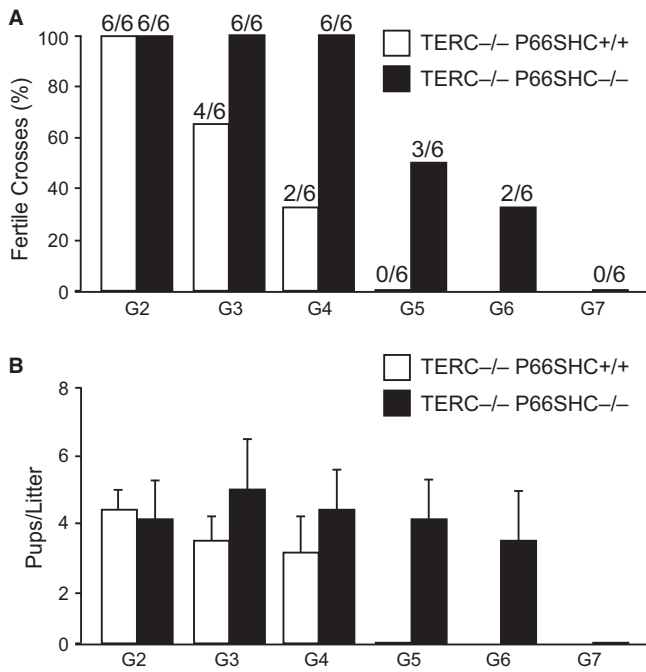 A
6/6 6/6 6/6 6/6
TERC–/– P66SHC+/+
TERC–/– P66SHC–/–
100
80
60
40
20
0
Fertile Crosses (%)
4/6
2/6
3/6
2/6
0/6
0/6
G2 G3 G4 G5 G6 G7
B
TERC–/– P66SHC+/+
TERC–/– P66SHC–/–
8
6
4
2
0
Pups/Litter
G2 G3 G4 G5 G6 G7